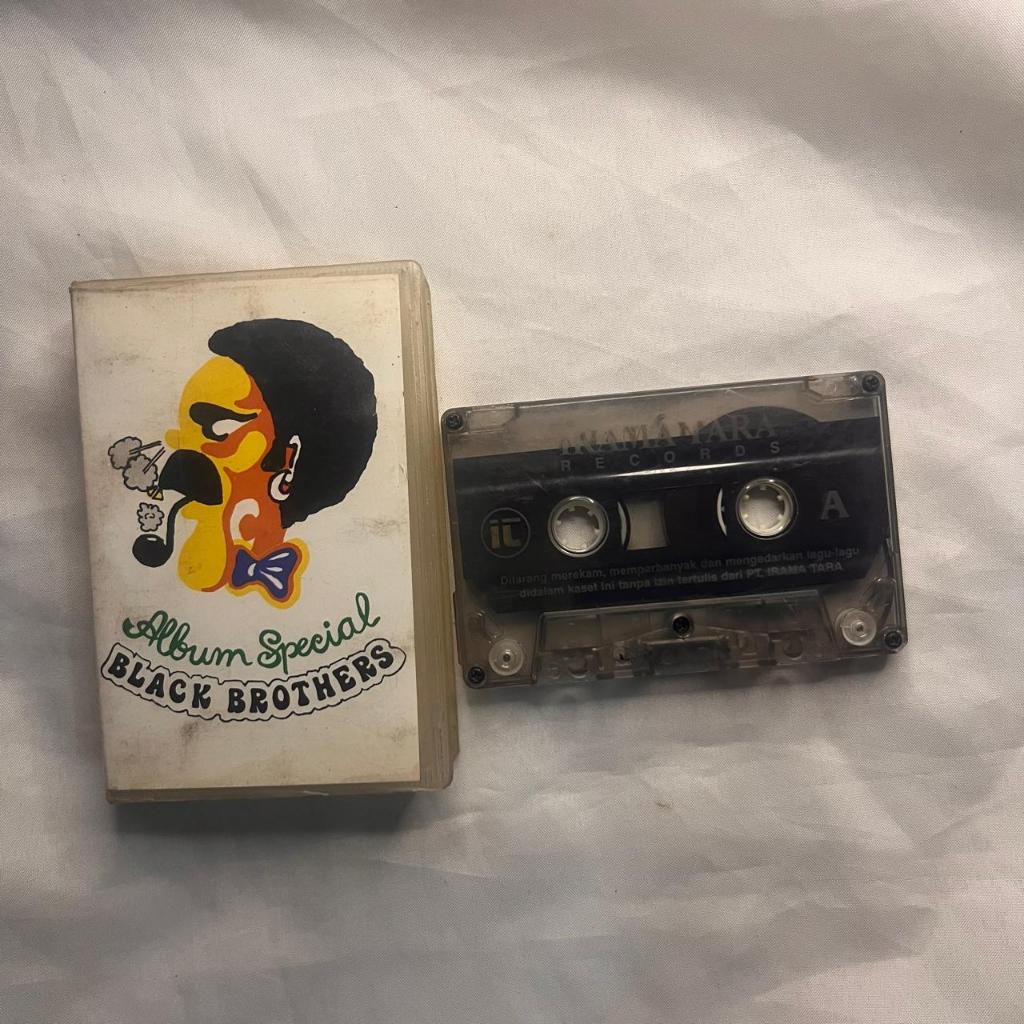 Album Special
BLACK BROTHERS
IRAMA TARA
RECORDS
it
A
Dilarang merekam, memperbanyak dan mengedarkan lagu-lagu
didalam kaset ini tanpa izin tertulis dari PT. IRAMA TARA